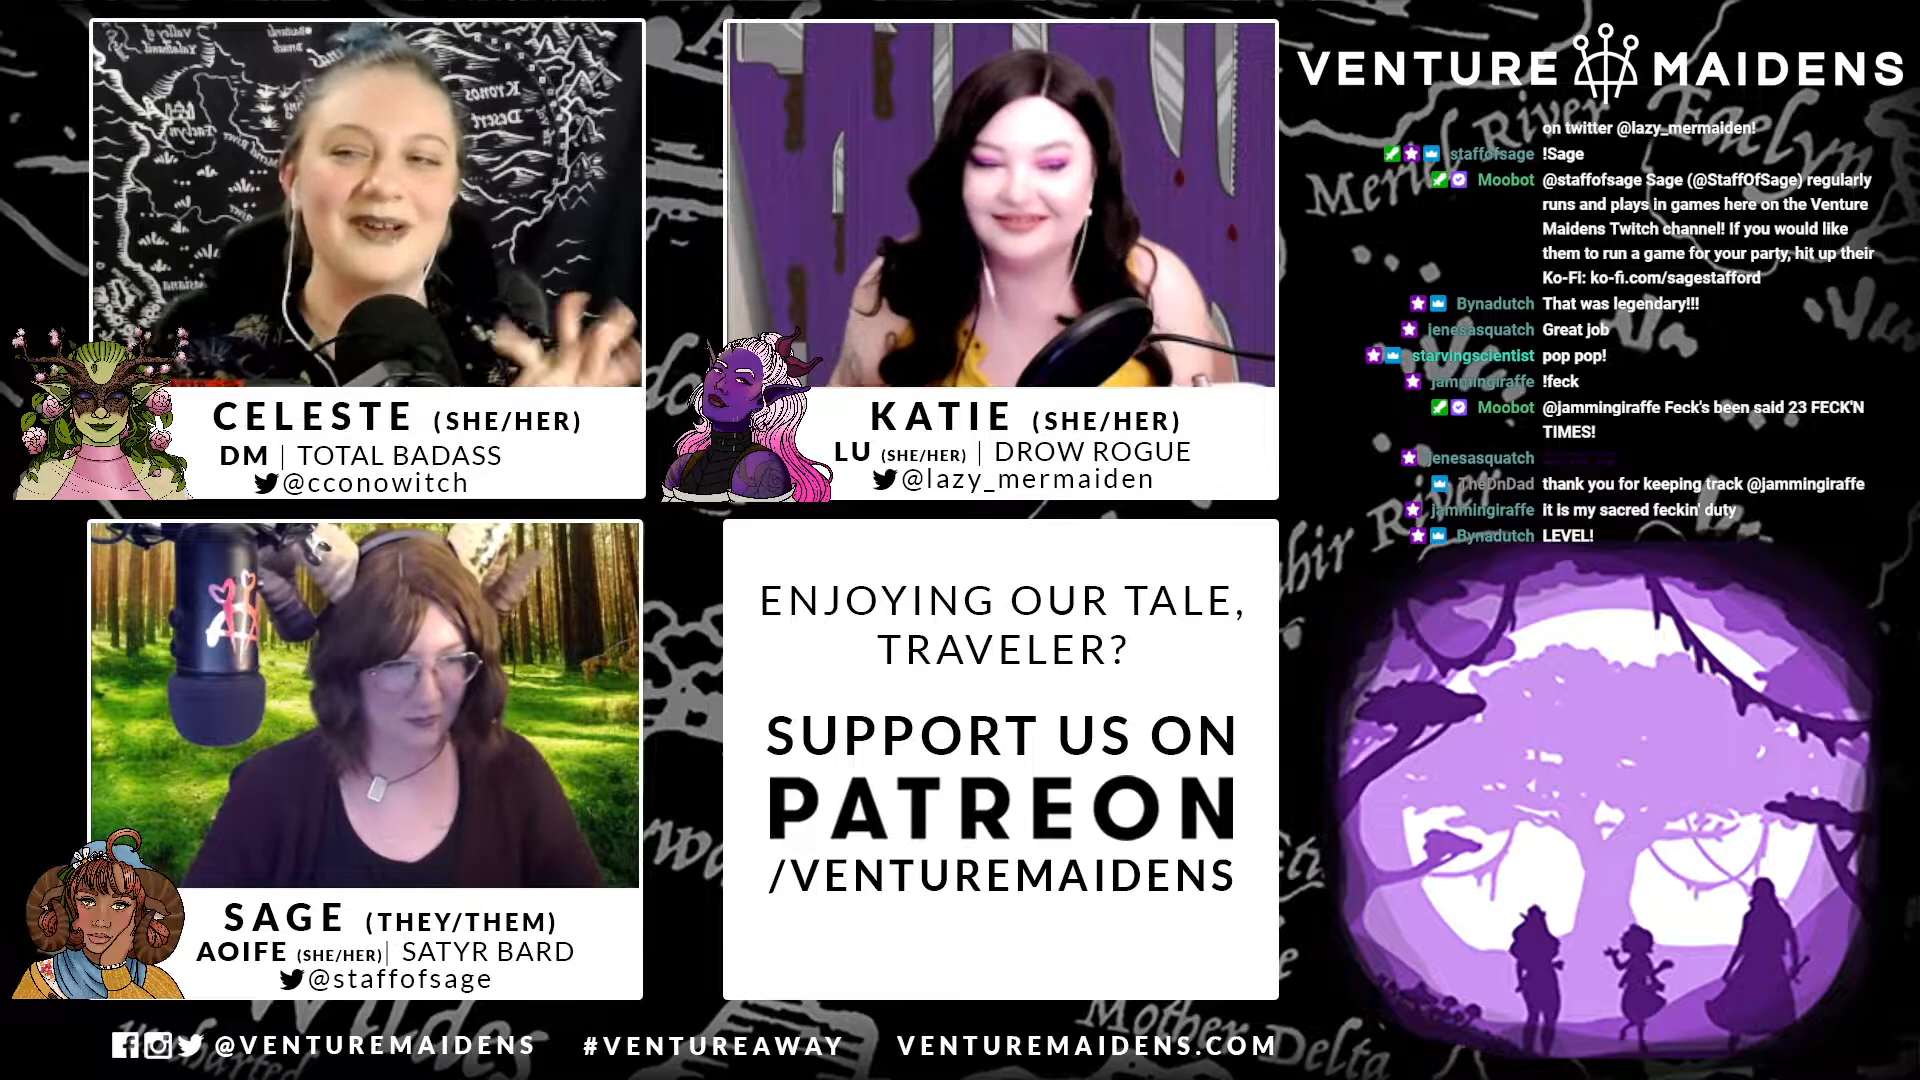 VENTURE MAIDENS
CELESTE (SHE/HER)
DM | TOTAL BADASS
@cconowitch
KATIE (SHE/HER)
LU (SHE/HER) | DROW ROGUE
@lazy_mermaiden
SAGE (THEY/THEM)
AOIFE (SHE/HER)| SATYR BARD
@staffofsage
ENJOYING OUR TALE,
TRAVELER?
SUPPORT US ON
PATREON
/VENTUREMAIDENS
on twitter @lazy_mermaiden!
staffofsage !Sage
Moobot @staffofsage Sage (@StaffOfSage) regularly
runs and plays in games here on the Venture
Maidens Twitch channel! If you would like
them to run a game for your party, hit up their
Ko-Fi: ko-fi.com/sagestafford
Bynadutch That was legendary!!!
jenesasquatch Great job
starvingscientist pop pop!
jammingiraffe !feck
Moobot @jammingiraffe Feck's been said 23 FECK'N
TIMES!
jenesasquatch
TheDnDad thank you for keeping track @jammingiraffe
jammingiraffe it is my sacred feckin' duty
Bynadutch LEVEL!
@VENTUREMAIDENS #VENTUREAWAY VENTUREMAIDENS.COM
Kronos
Desert
Faelyn
Mother Delta
Wilds